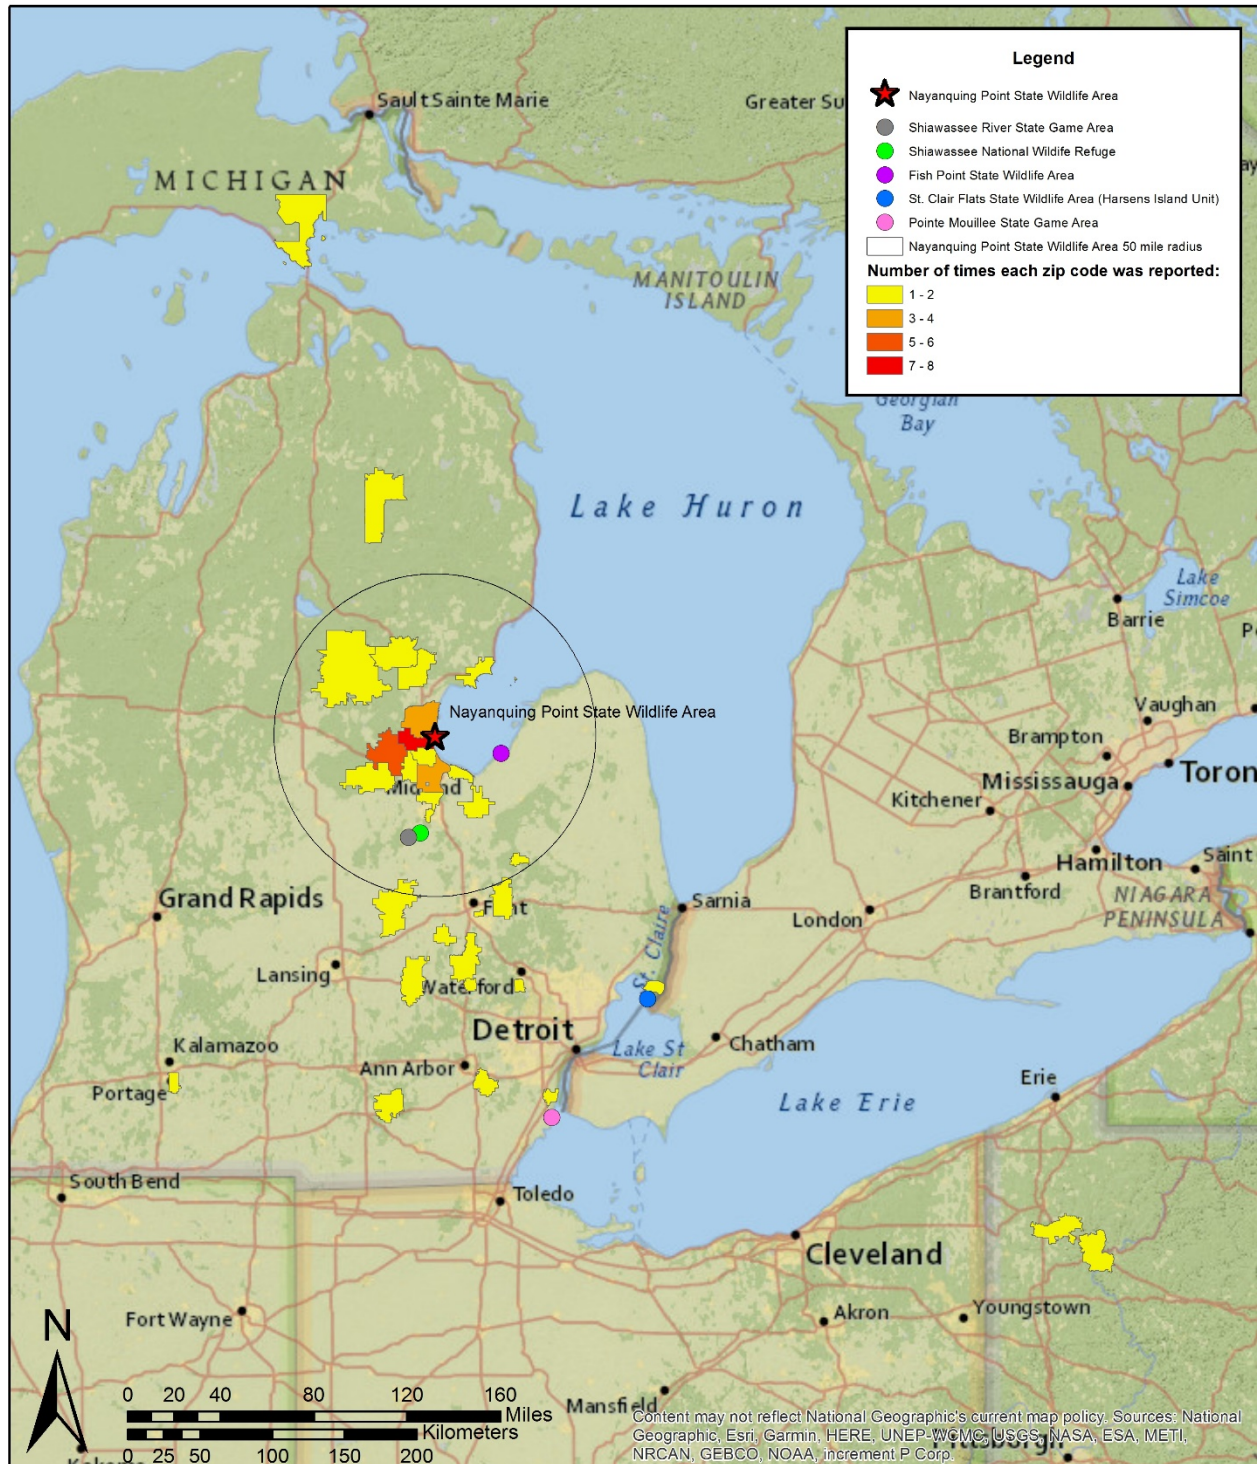 Legend
Nayanquing Point State Wildlife Area
Shiawassee River State Game Area
Shiawassee National Wildlife Refuge
Fish Point State Wildlife Area
St. Clair Flats State Wildlife Area (Harsens Island Unit)
Pointe Mouillee State Game Area
Nayanquing Point State Wildlife Area 50 mile radius
Number of times each zip code was reported:
1 - 2
3 - 4
5 - 6
7 - 8
Sault Sainte Marie
Greater Su
MICHIGAN
MANITOULIN
ISLAND
Georgian
Bay
Lake Huron
Lake
Simcoe
Barrie
Nayanquing Point State Wildlife Area
Vaughan
Brampton
Mississauga
Toron
Kitchener
Hamilton
Saint
Brantford
NIAGARA
PENINSULA
Grand Rapids
Flint
Sarnia
London
St. Claire
Lansing
Waterford
Detroit
Lake St
Clair
Chatham
Kalamazoo
Ann Arbor
Portage
Erie
Lake Erie
South Bend
Toledo
Cleveland
Fort Wayne
Akron
Youngstown
Mansfield
Pittsburgh
N
0 20 40 80 120 160
Miles
Kilometers
0 25 50 100 150 200
Content may not reflect National Geographic's current map policy. Sources: National
Geographic, Esri, Garmin, HERE, UNEP-WCMC, USGS, NASA, ESA, METI,
NRCAN, GEBCO, NOAA, increment P Corp.